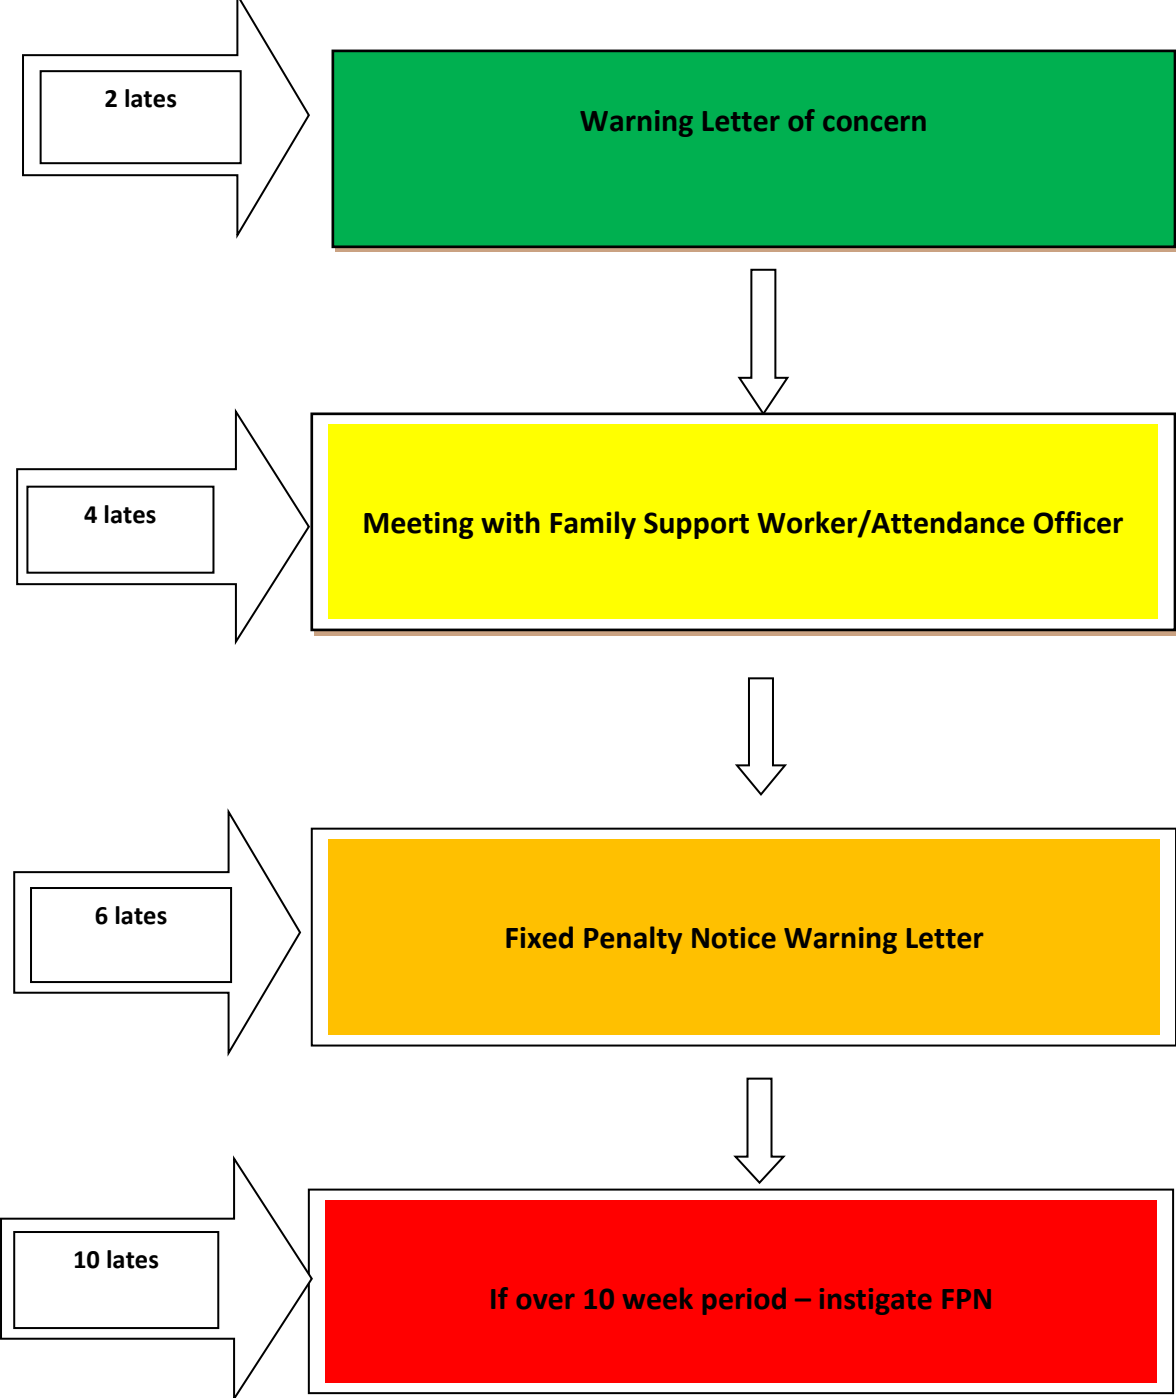 2 lates
Warning Letter of concern
4 lates
Meeting with Family Support Worker/Attendance Officer
6 lates
Fixed Penalty Notice Warning Letter
10 lates
If over 10 week period – instigate FPN